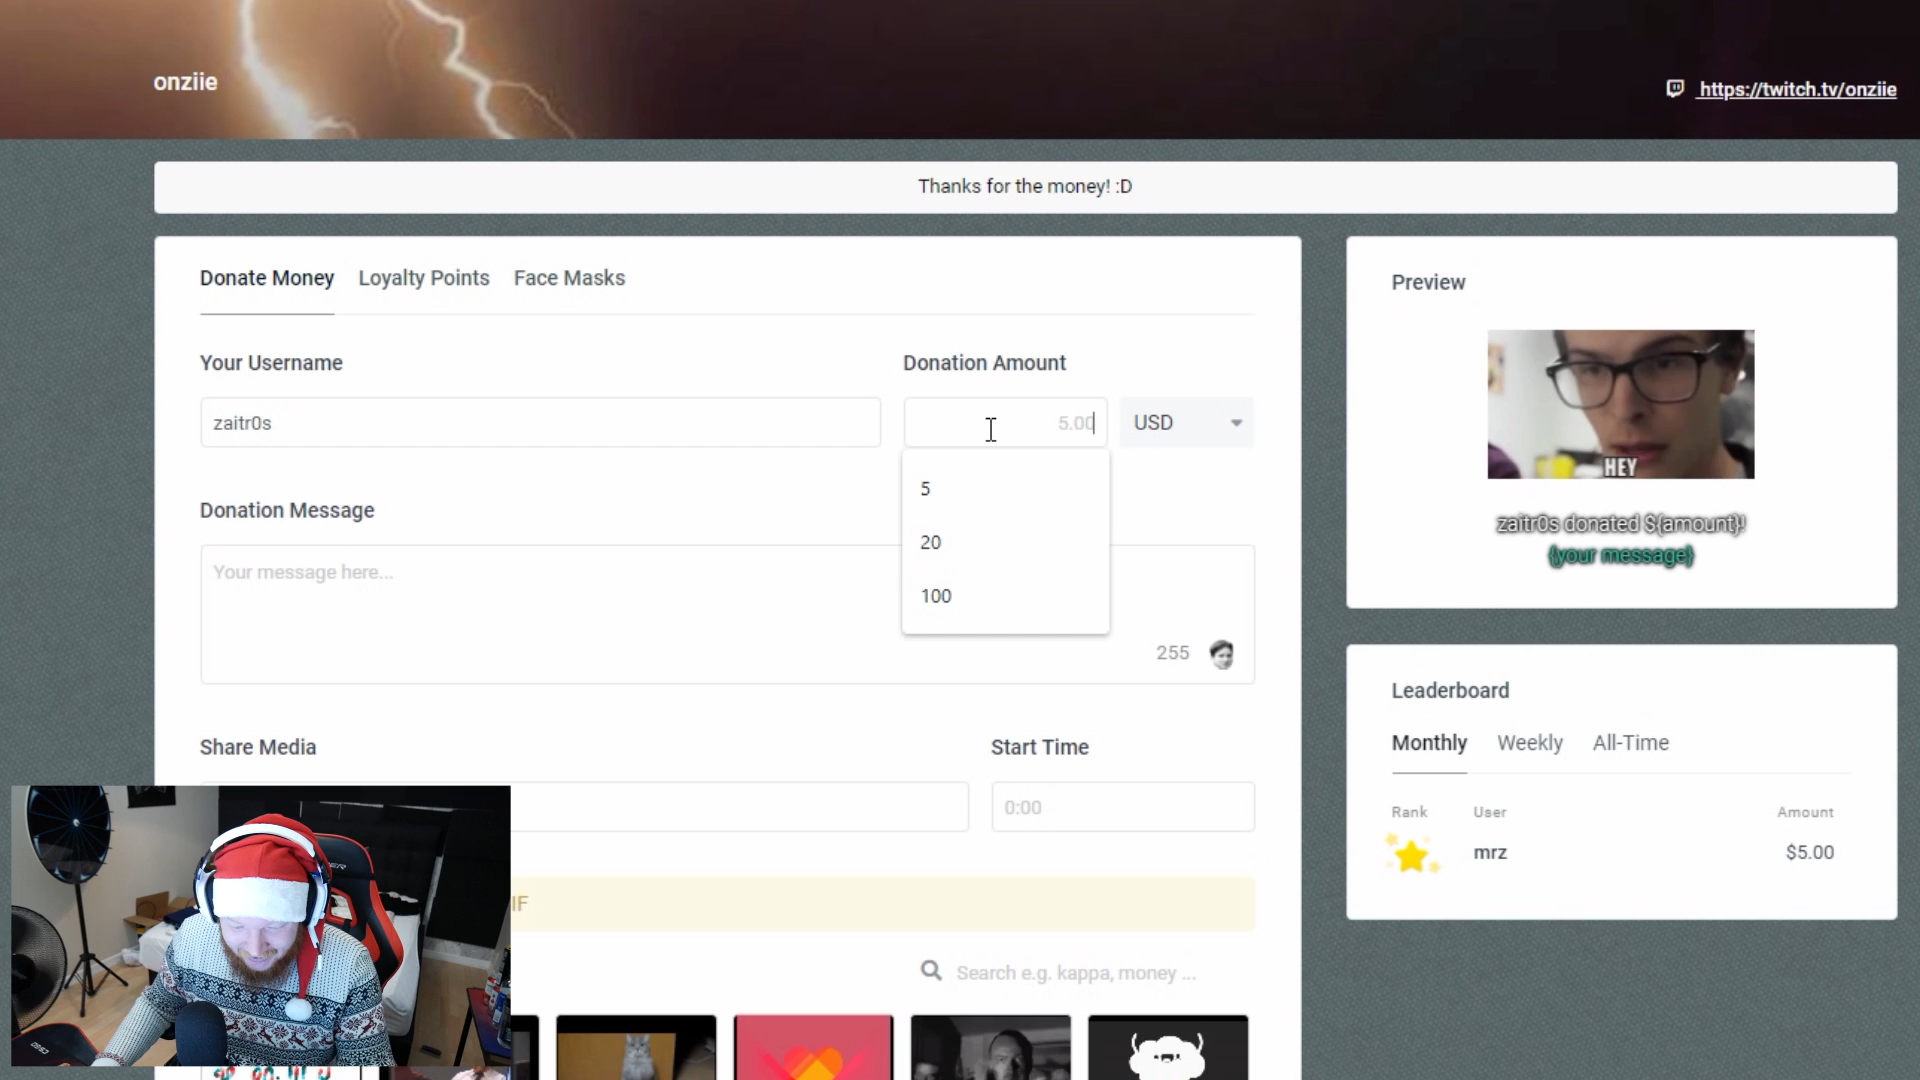 onziie
https://twitch.tv/onziie
Thanks for the money! :D
Donate Money
Loyalty Points
Face Masks
Your Username
Donation Amount
zaitr0s
5.00
USD
5
20
100
Donation Message
Your message here...
255
Share Media
Start Time
0:00
IF
Search e.g. kappa, money ...
Preview
HEY
zaitr0s donated ${amount}!
{your message}
Leaderboard
Monthly
Weekly
All-Time
Rank
User
Amount
mrz
$5.00